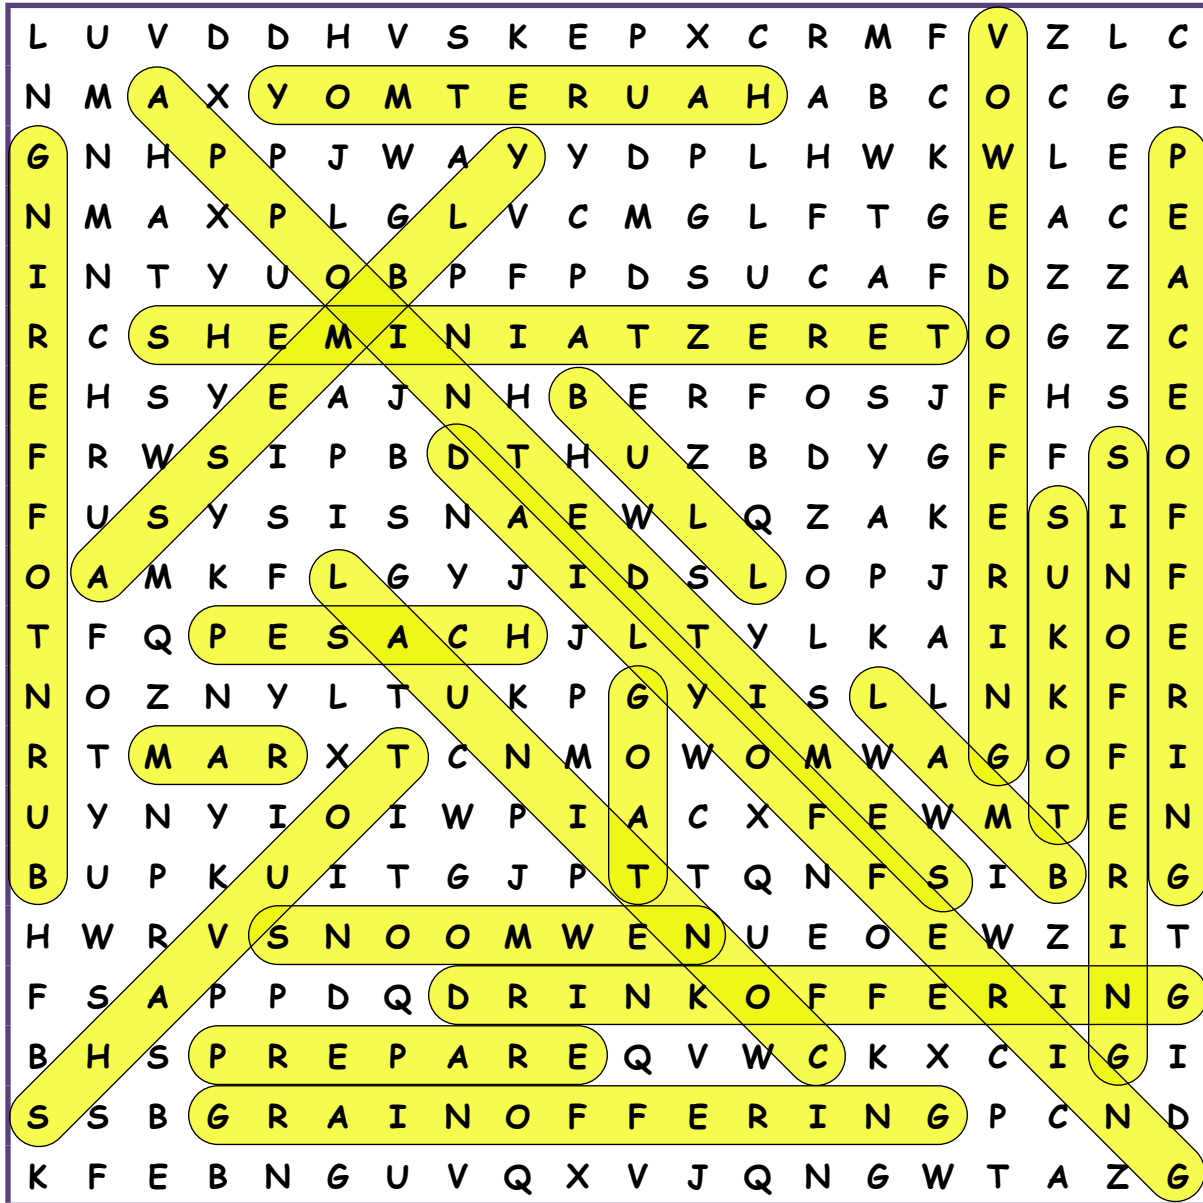 L U V D D H V S K E P X C R M F V Z L C
N M A X Y O M T E R U A H A B C O C G I
G N H P P J W A Y Y D P L H W K W L E P
N M A X P L G L V C M G L F T G E A C E
I N T Y U O B P F P D S U C A F D Z Z A
R C S H E M I N I A T Z E R E T O G Z C
E H S Y E A J N H B E R F O S J F H S E
F R W S I P B D T H U Z B D Y G F F S O
F U S Y S I S N A E W L Q Z A K E S I F
O A M K F L G Y J I D S L O P J R U N F
T F Q P E S A C H J L T Y L K A I K O E
N O Z N Y L T U K P G Y I S L L N K F R
R T M A R X T C N M O W O M W A G O F I
U Y N Y I O I W P I A C X F E W M T E N
B U P K U I T G J P T T Q N F S I B R G
H W R V S N O O M W E N U E O E W Z I T
F S A P P D Q D R I N K O F F E R I N G
B H S P R E P A R E Q V W C K X C I G I
S S B G R A I N O F F E R I N G P C N D
K F E B N G U V Q X V J Q N G W T A Z G